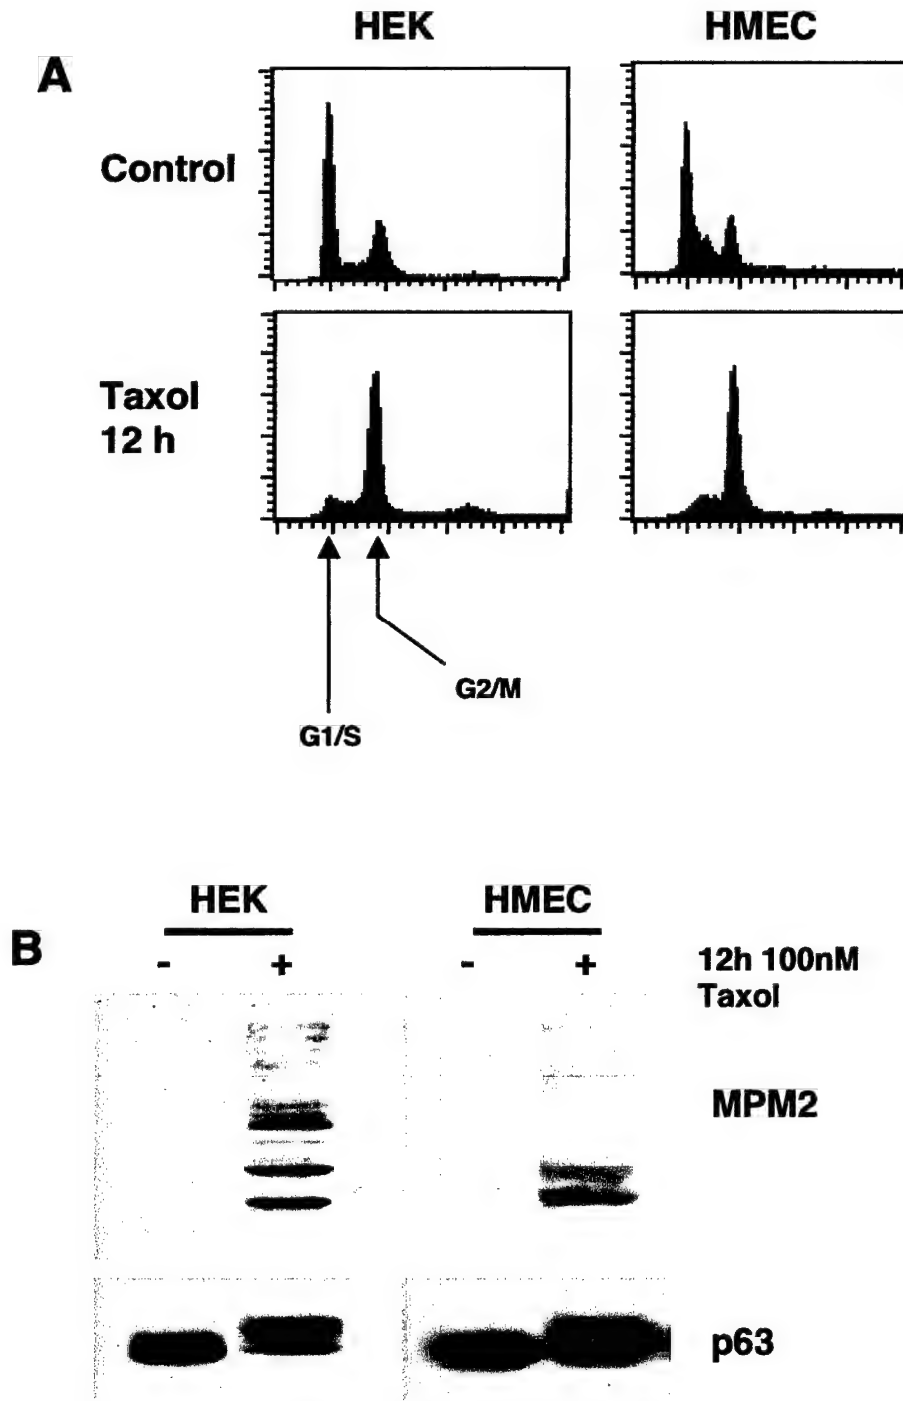 HEK HMEC
A
Control
Taxol
12 h
G2/M
G1/S
HEK HMEC
B
- + - + 12h 100nM
Taxol
MPM2
p63